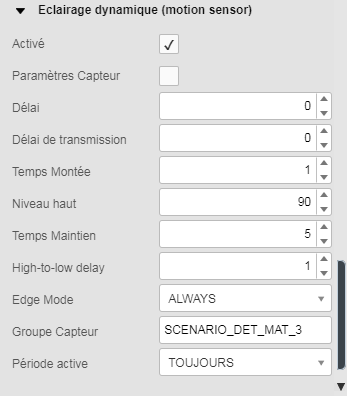 Eclairage dynamique (motion sensor)
Activé
Paramètres Capteur
Délai 0
Délai de transmission 0
Temps Montée 1
Niveau haut 90
Temps Maintien 5
High-to-low delay 1
Edge Mode ALWAYS
Groupe Capteur SCENARIO_DET_MAT_3
Période active TOUJOURS